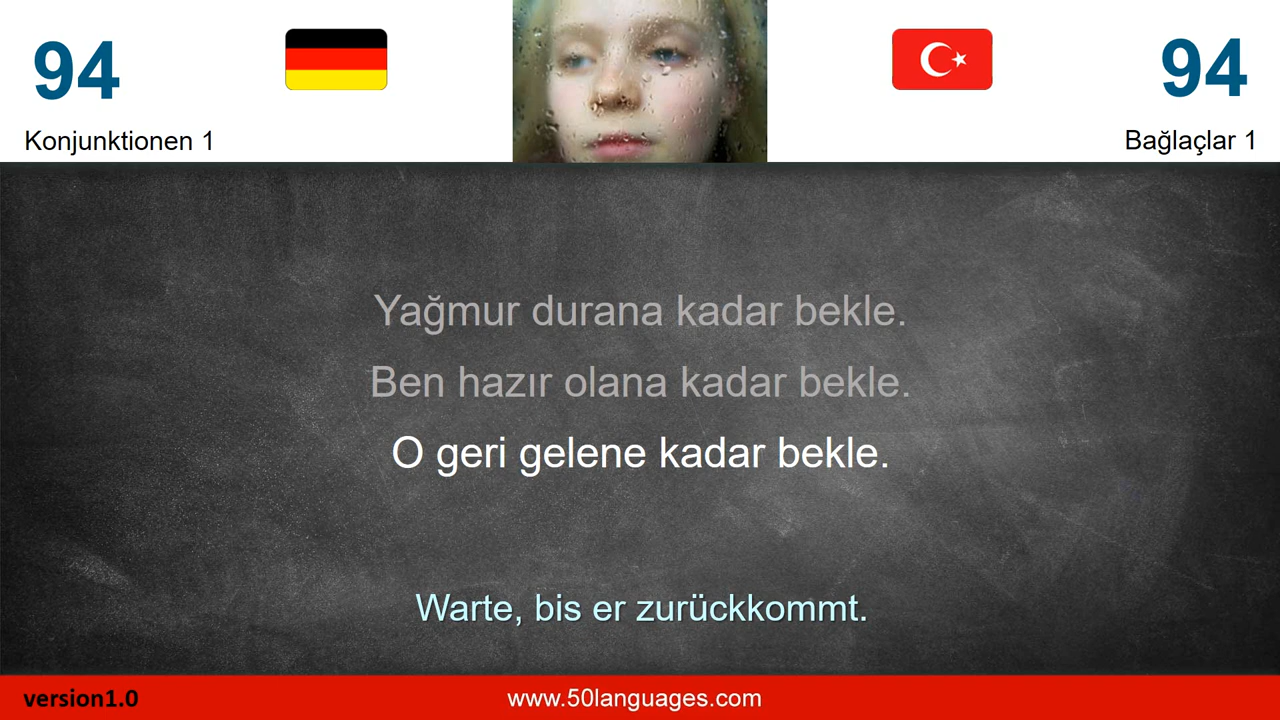 94
94
Konjunktionen 1
Bağlaçlar 1
Yağmur durana kadar bekle.
Ben hazır olana kadar bekle.
O geri gelene kadar bekle.
Warte, bis er zurückkommt.
version1.0
www.50languages.com